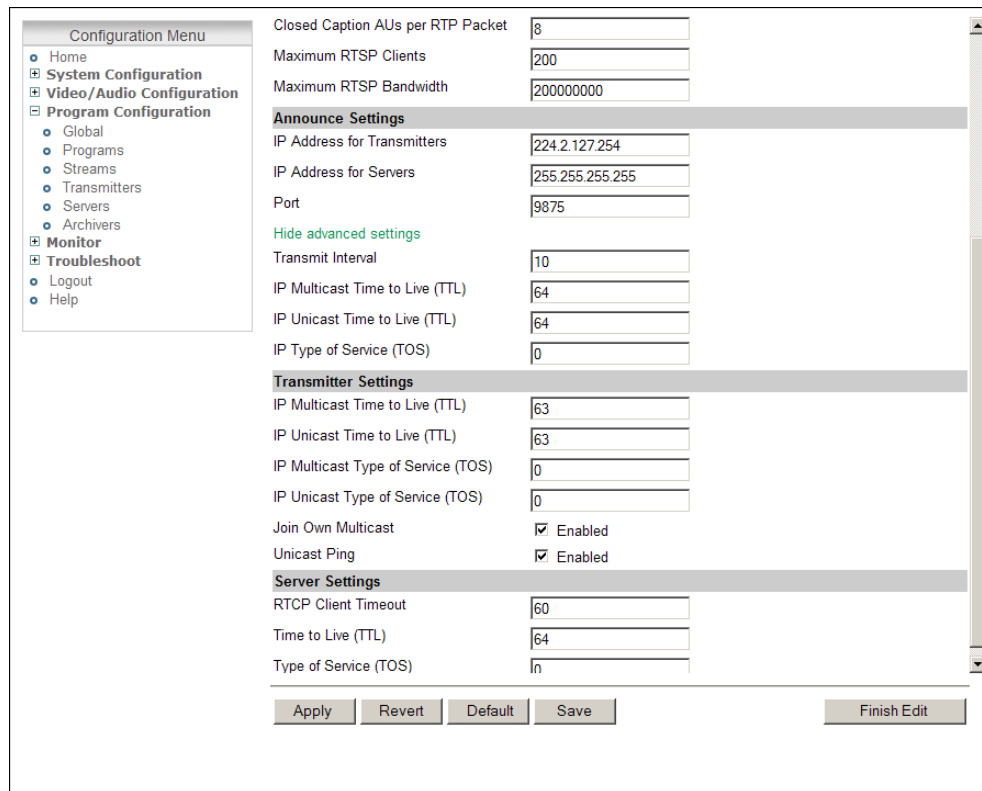 Configuration Menu
Home
System Configuration
Video/Audio Configuration
Program Configuration
Global
Programs
Streams
Transmitters
Servers
Archivers
Monitor
Troubleshoot
Logout
Help
Closed Caption AUs per RTP Packet 8
Maximum RTSP Clients 200
Maximum RTSP Bandwidth 200000000
Announce Settings
IP Address for Transmitters 224.2.127.254
IP Address for Servers 255.255.255.255
Port 9875
Hide advanced settings
Transmit Interval 10
IP Multicast Time to Live (TTL) 64
IP Unicast Time to Live (TTL) 64
IP Type of Service (TOS) 0
Transmitter Settings
IP Multicast Time to Live (TTL) 63
IP Unicast Time to Live (TTL) 63
IP Multicast Type of Service (TOS) 0
IP Unicast Type of Service (TOS) 0
Join Own Multicast Enabled
Unicast Ping Enabled
Server Settings
RTCP Client Timeout 60
Time to Live (TTL) 64
Type of Service (TOS) 0
Apply Revert Default Save Finish Edit